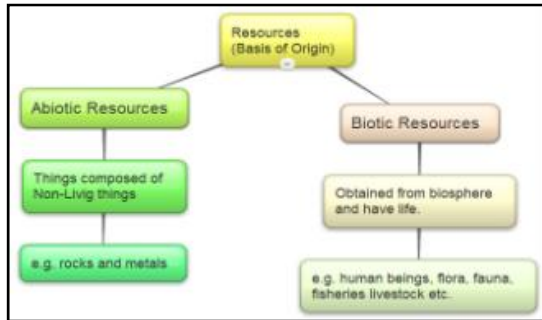 Resources
(Basis of Origin)
Abiotic Resources
Biotic Resources
Things composed of
Non-Livig things
Obtained from biosphere
and have life.
e.g. rocks and metals
e.g. human beings, flora, fauna,
fisheries livestock etc.